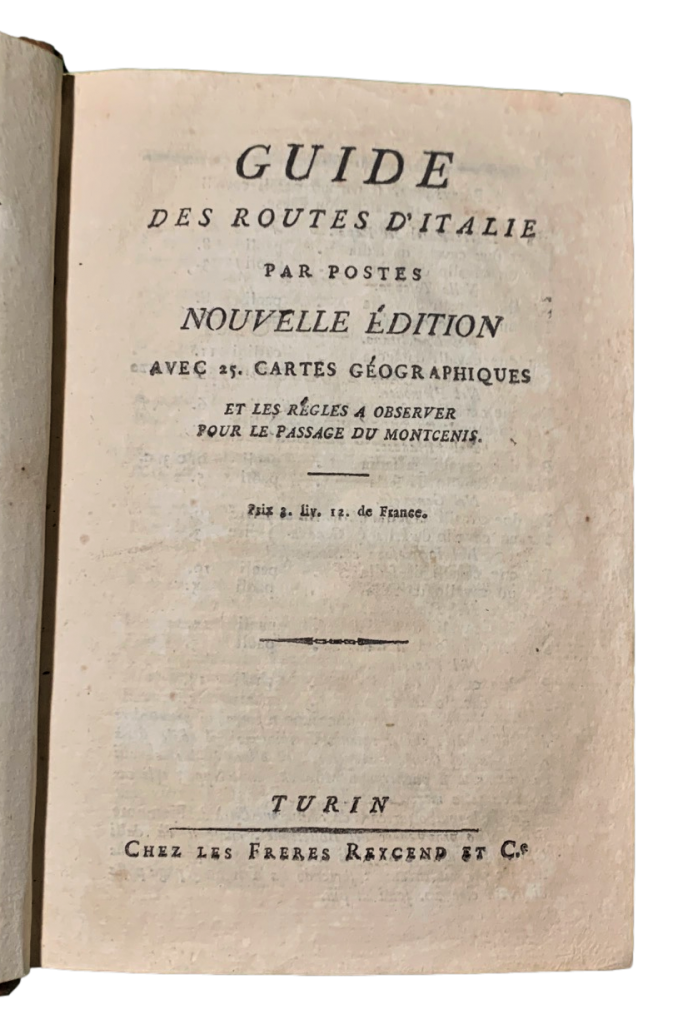 GUIDE
DES ROUTES D'ITALIE
PAR POSTES
NOUVELLE ÉDITION
AVEC 25. CARTES GÉOGRAPHIQUES
ET LES RÉGLES A OBSERVER
POUR LE PASSAGE DU MONTCENIS.
Prix 3. liv. 12. de France.
TURIN
CHEZ LES FRERES REYCEND ET C.e